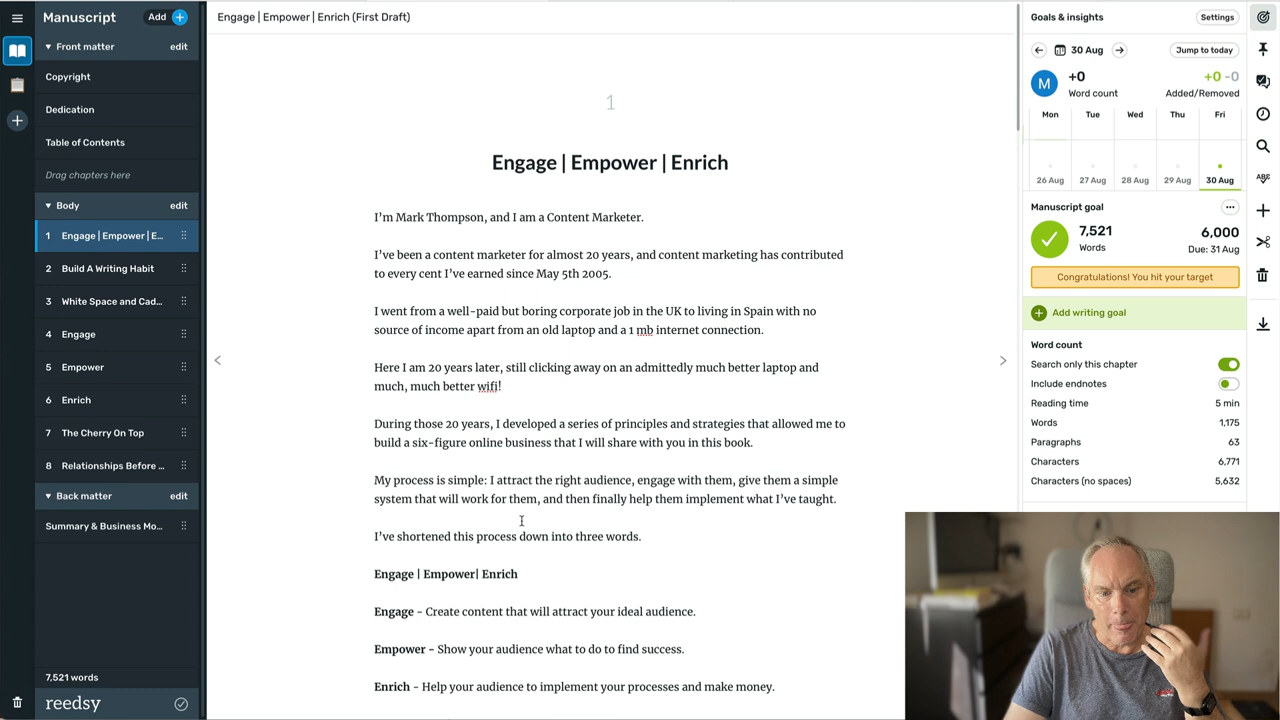 Manuscript
Add
Front matter
edit
Copyright
Dedication
Table of Contents
Drag chapters here
Body
edit
1 Engage | Empower | E...
2 Build A Writing Habit
3 White Space and Cad...
4 Engage
5 Empower
6 Enrich
7 The Cherry On Top
8 Relationships Before ...
Back matter
edit
Summary & Business Mo...
7,521 words
reedsy
Engage | Empower | Enrich (First Draft)
1
Engage | Empower | Enrich
I'm Mark Thompson, and I am a Content Marketer.
I've been a content marketer for almost 20 years, and content marketing has contributed
to every cent I've earned since May 5th 2005.
I went from a well-paid but boring corporate job in the UK to living in Spain with no
source of income apart from an old laptop and a 1 mb internet connection.
Here I am 20 years later, still clicking away on an admittedly much better laptop and
much, much better wifi!
During those 20 years, I developed a series of principles and strategies that allowed me to
build a six-figure online business that I will share with you in this book.
My process is simple: I attract the right audience, engage with them, give them a simple
system that will work for them, and then finally help them implement what I've taught.
I've shortened this process down into three words.
Engage | Empower| Enrich
Engage - Create content that will attract your ideal audience.
Empower - Show your audience what to do to find success.
Enrich - Help your audience to implement your processes and make money.
Goals & insights
Settings
30 Aug
Jump to today
M
+0
Word count
+0 -0
Added/Removed
Mon Tue Wed Thu Fri
26 Aug 27 Aug 28 Aug 29 Aug 30 Aug
Manuscript goal
7,521
Words
6,000
Due: 31 Aug
Congratulations! You hit your target
Add writing goal
Word count
Search only this chapter
Include endnotes
Reading time 5 min
Words 1,175
Paragraphs 63
Characters 6,771
Characters (no spaces) 5,632
ABC